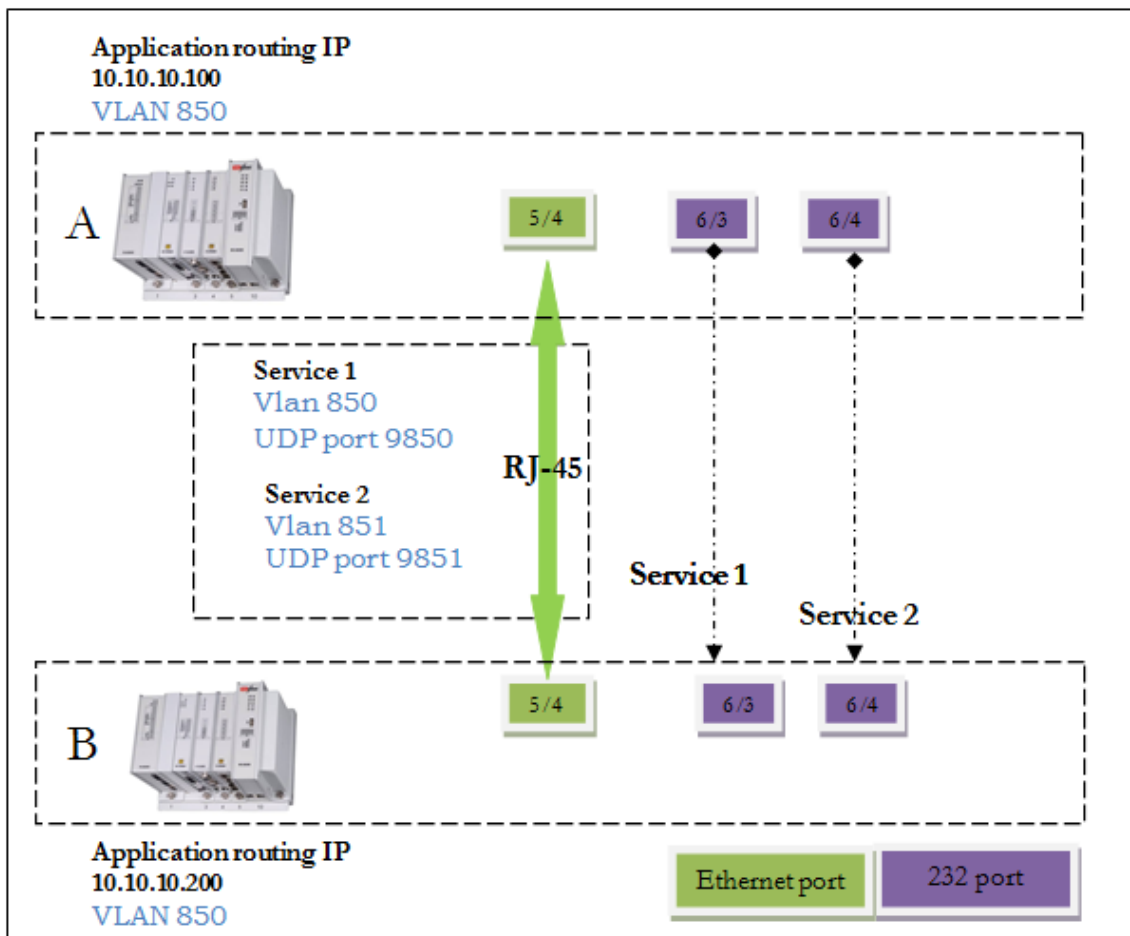 Application routing IP
10.10.10.100
VLAN 850
A
5/4
6/3
6/4
Service 1
Vlan 850
UDP port 9850
Service 2
Vlan 851
UDP port 9851
RJ-45
Service 1
Service 2
B
5/4
6/3
6/4
Application routing IP
10.10.10.200
VLAN 850
Ethernet port
232 port